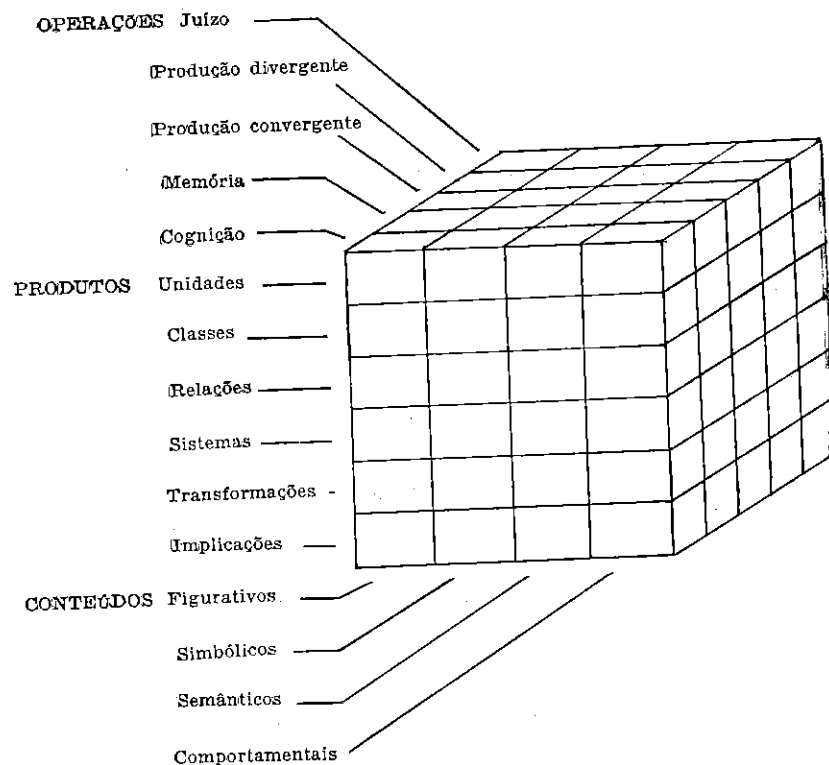 OPERAÇÕES Juízo
Produção divergente
Produção convergente
Memória
Cognição
PRODUTOS Unidades
Classes
Relações
Sistemas
Transformações
Implicações
CONTEÚDOS Figurativos
Simbólicos
Semânticos
Comportamentais